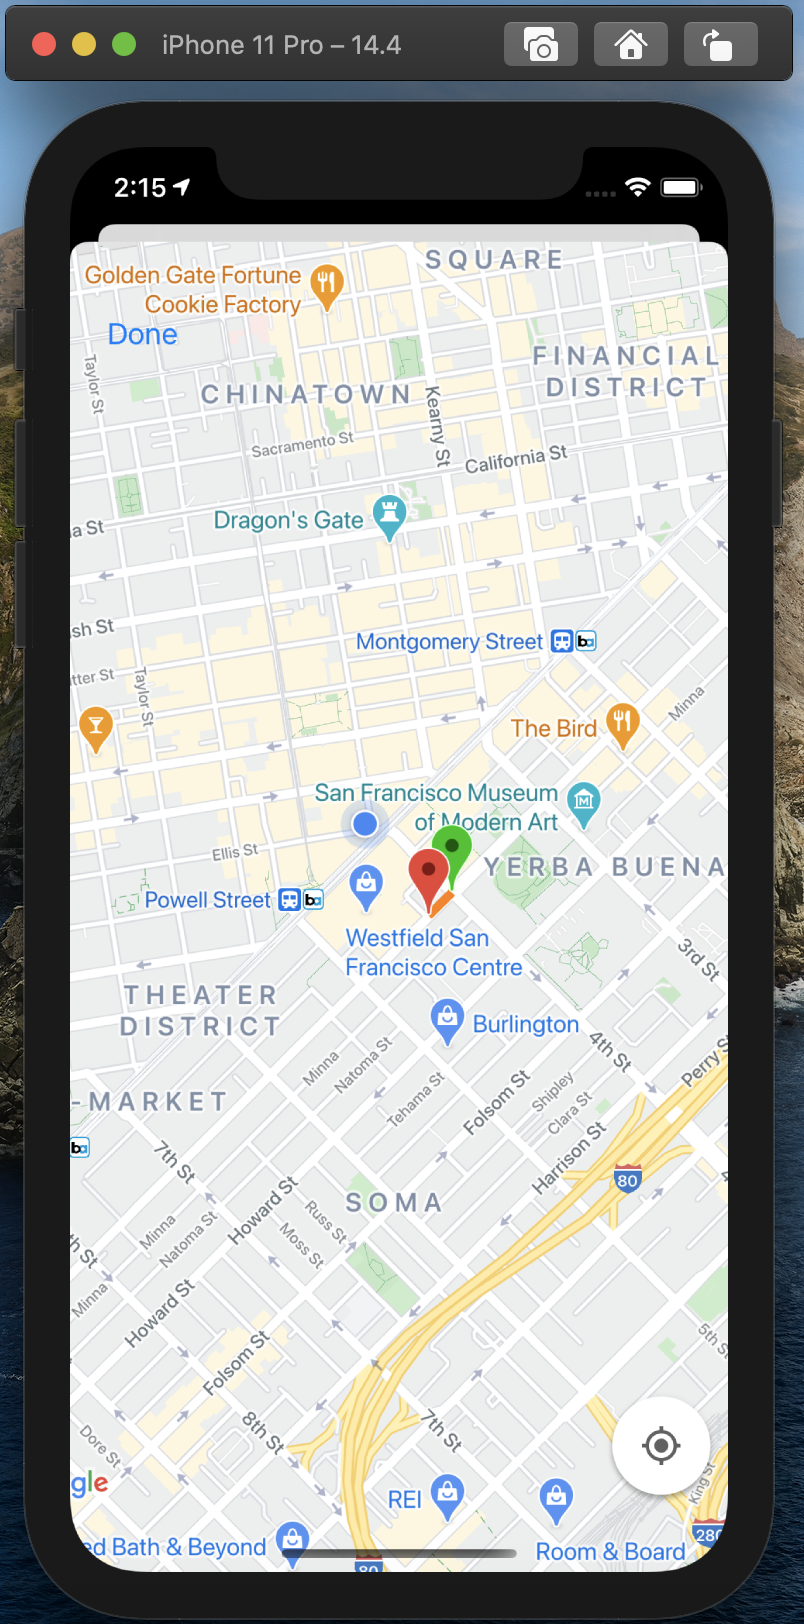 iPhone 11 Pro – 14.4
2:15
SQUARE
Golden Gate Fortune
Cookie Factory
Done
Taylor St
FINANCIAL
DISTRICT
CHINATOWN
Kearny St
Sacramento St
California St
Dragon's Gate
a St
sh St
Montgomery Street
tter St
Taylor St
Minna
The Bird
San Francisco Museum
of Modern Art
Ellis St
YERBA BUENA
Powell Street
Westfield San
Francisco Centre
3rd St
THEATER
DISTRICT
Burlington
4th St
Perry St
Minna
Natoma St
Tehama St
Folsom St
Shipley
Clara St
-MARKET
Harrison St
7th St
80
SOMA
Howard St
Russ St
Moss St
Minna
Natoma St
th St
Minna
Howard St
5th St
Folsom St
8th St
7th St
Dore St
gle
King St
REI
280
ed Bath & Beyond
Room & Board
80